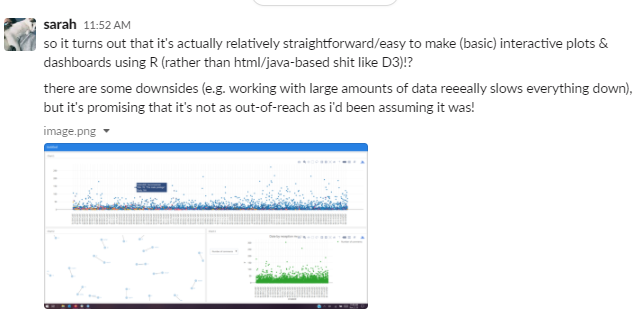 sarah 11:52 AM
so it turns out that it's actually relatively straightforward/easy to make (basic) interactive plots &
dashboards using R (rather than html/java-based shit like D3)!?
there are some downsides (e.g. working with large amounts of data reeeally slows everything down),
but it's promising that it's not as out-of-reach as i'd been assuming it was!
image.png